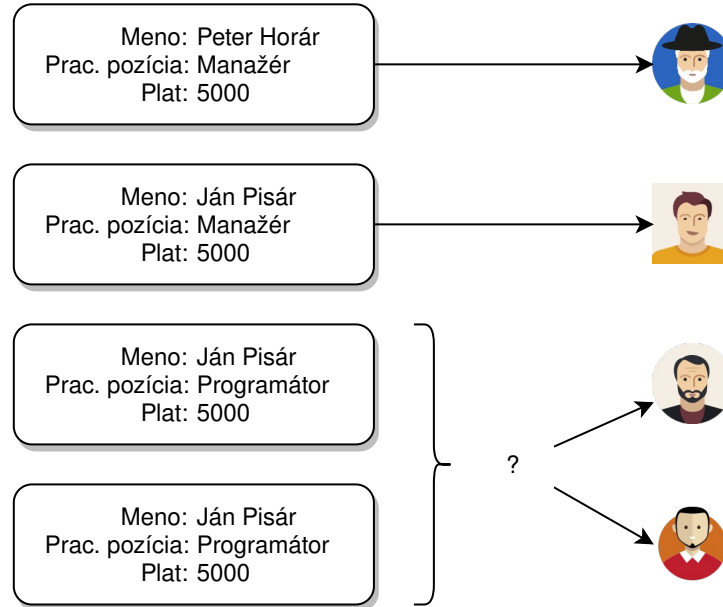 Meno: Peter Horár
Prac. pozícia: Manažér
Plat: 5000
Meno: Ján Pisár
Prac. pozícia: Manažér
Plat: 5000
Meno: Ján Pisár
Prac. pozícia: Programátor
Plat: 5000
?
Meno: Ján Pisár
Prac. pozícia: Programátor
Plat: 5000